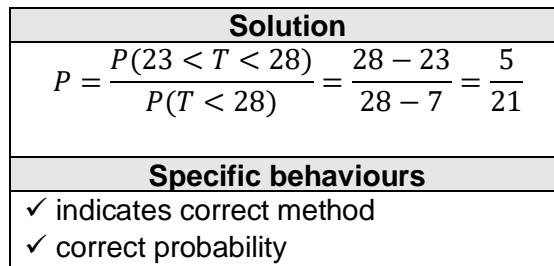 Solution
P = P(23 < T < 28) / P(T < 28) = 28 − 23 / 28 − 7 = 5 / 21
Specific behaviours
✓ indicates correct method
✓ correct probability